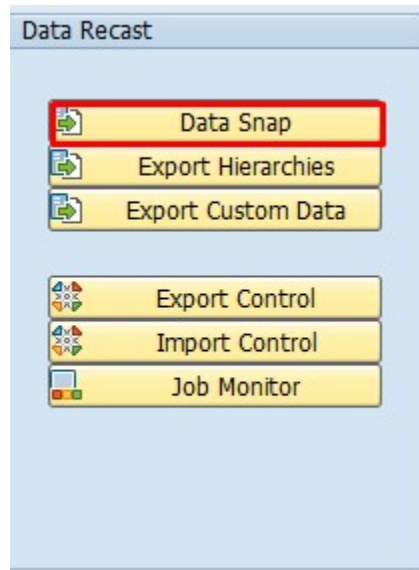 Data Recast
Data Snap
Export Hierarchies
Export Custom Data
Export Control
Import Control
Job Monitor